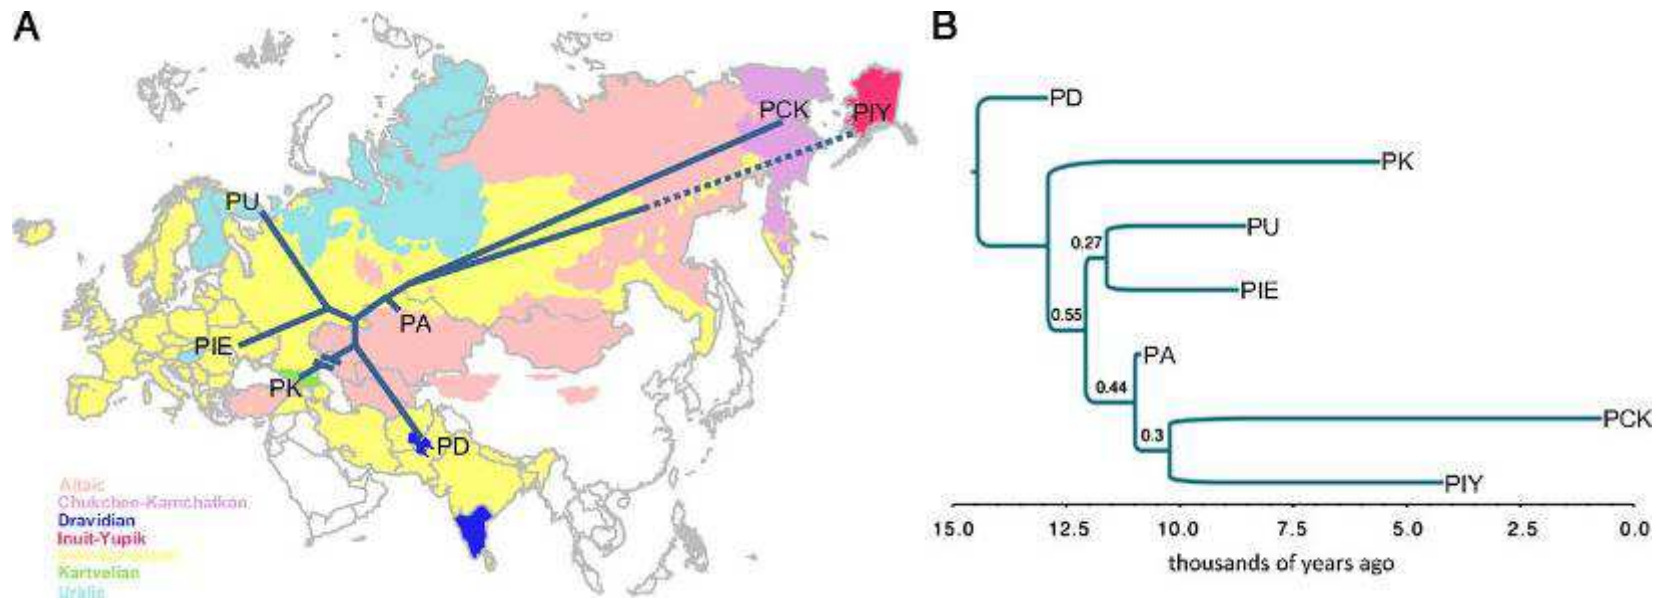 A
B
PCK
PIY
PU
PA
PIE
PK
PD
Altaic
Chukchee-Kamchatkan
Dravidian
Inuit-Yupik
Kartvelian
Uralic
PD
PK
PU
0.27
PIE
0.55
PA
0.44
PCK
0.3
PIY
15.0 12.5 10.0 7.5 5.0 2.5 0.0
thousands of years ago